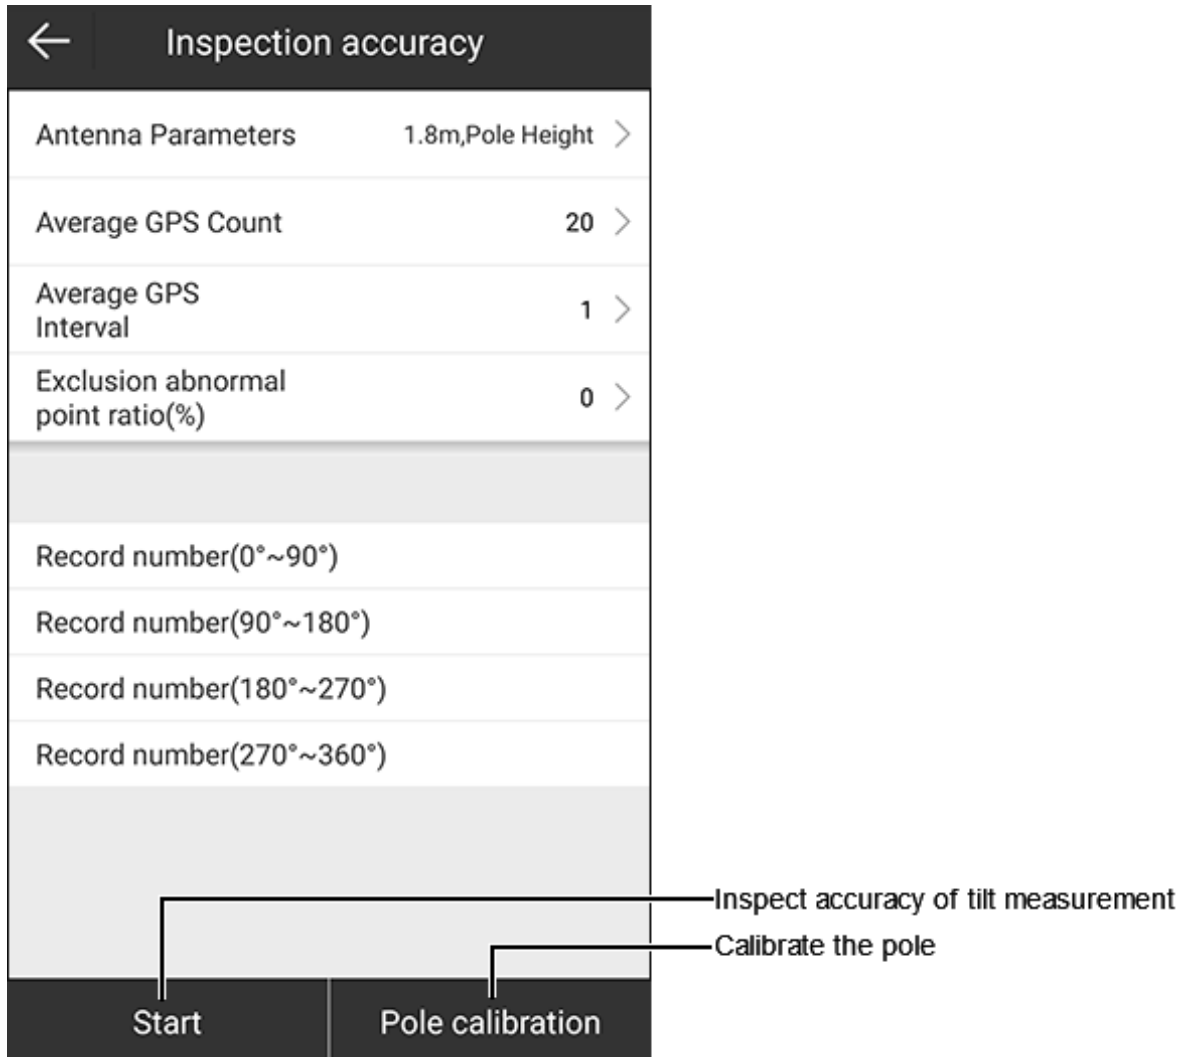 Inspection accuracy
Antenna Parameters 1.8m,Pole Height
Average GPS Count 20
Average GPS
Interval 1
Exclusion abnormal
point ratio(%) 0
Record number(0°~90°)
Record number(90°~180°)
Record number(180°~270°)
Record number(270°~360°)
Inspect accuracy of tilt measurement
Calibrate the pole
Start Pole calibration